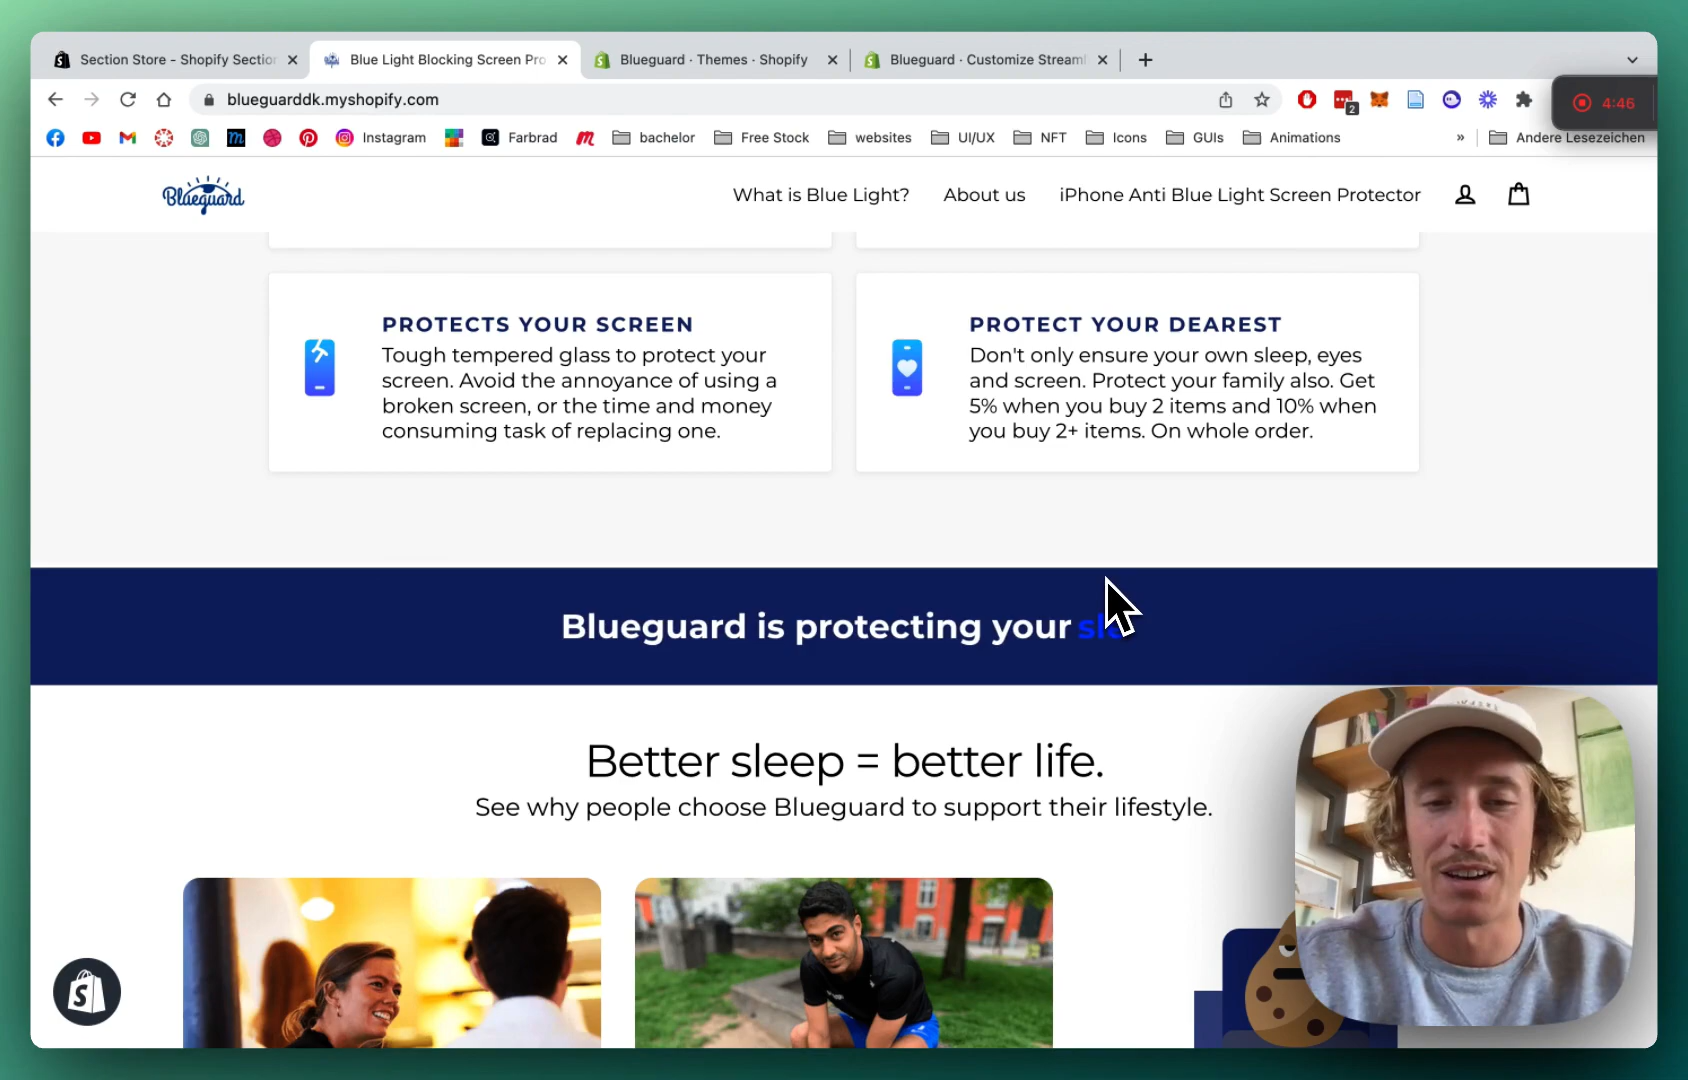 Section Store - Shopify Section
Blue Light Blocking Screen Pro
Blueguard · Themes · Shopify
Blueguard · Customize Streaml
blueguarddk.myshopify.com
2
4:46
Instagram
Farbrad
bachelor
Free Stock
websites
UI/UX
NFT
Icons
GUIs
Animations
»
Andere Lesezeichen
Blueguard
What is Blue Light?
About us
iPhone Anti Blue Light Screen Protector
PROTECTS YOUR SCREEN
Tough tempered glass to protect your
screen. Avoid the annoyance of using a
broken screen, or the time and money
consuming task of replacing one.
PROTECT YOUR DEAREST
Don't only ensure your own sleep, eyes
and screen. Protect your family also. Get
5% when you buy 2 items and 10% when
you buy 2+ items. On whole order.
Blueguard is protecting your
Better sleep = better life.
See why people choose Blueguard to support their lifestyle.